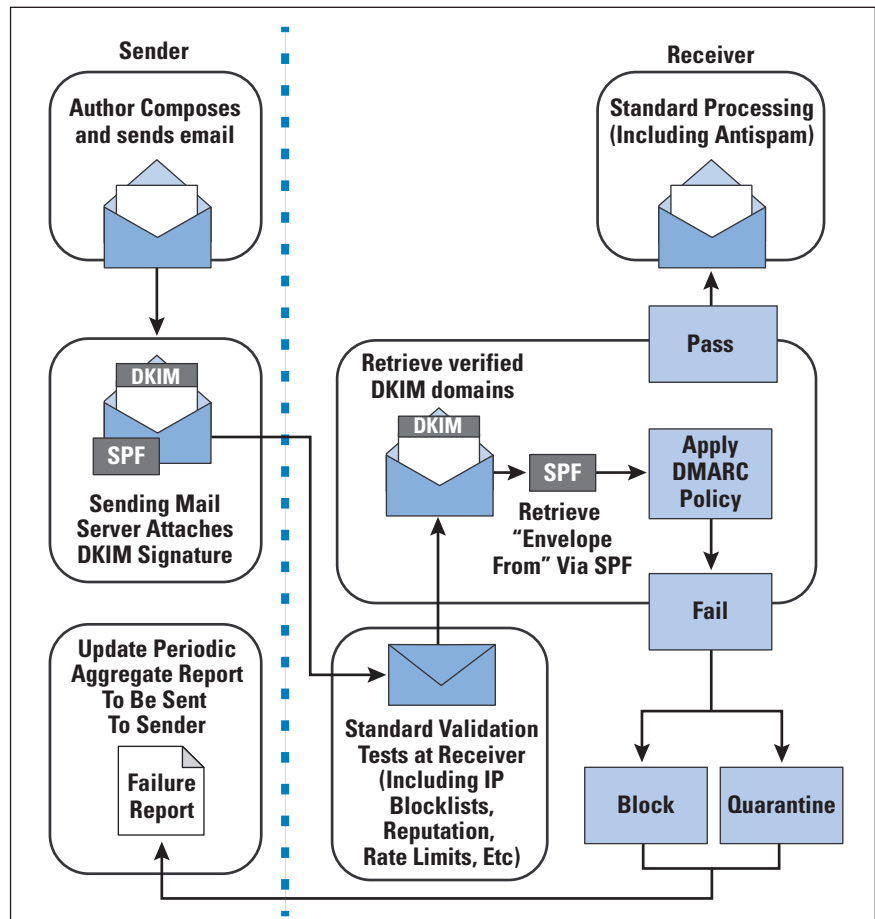 Sender
Author Composes
and sends email
DKIM
SPF
Sending Mail
Server Attaches
DKIM Signature
Update Periodic
Aggregate Report
To Be Sent
To Sender
Failure
Report
Receiver
Standard Processing
(Including Antispam)
Pass
Retrieve verified
DKIM domains
DKIM
SPF
Retrieve
“Envelope
From” Via SPF
Apply
DMARC
Policy
Fail
Standard Validation
Tests at Receiver
(Including IP
Blocklists,
Reputation,
Rate Limits, Etc)
Block
Quarantine